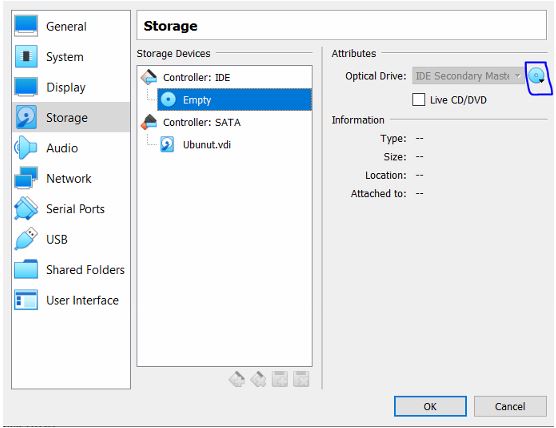 General
System
Display
Storage
Audio
Network
Serial Ports
USB
Shared Folders
User Interface
Storage
Storage Devices
Controller: IDE
Empty
Controller: SATA
Ubunut.vdi
Attributes
Optical Drive: IDE Secondary Maste
Live CD/DVD
Information
Type: --
Size: --
Location: --
Attached to: --
OK
Cancel